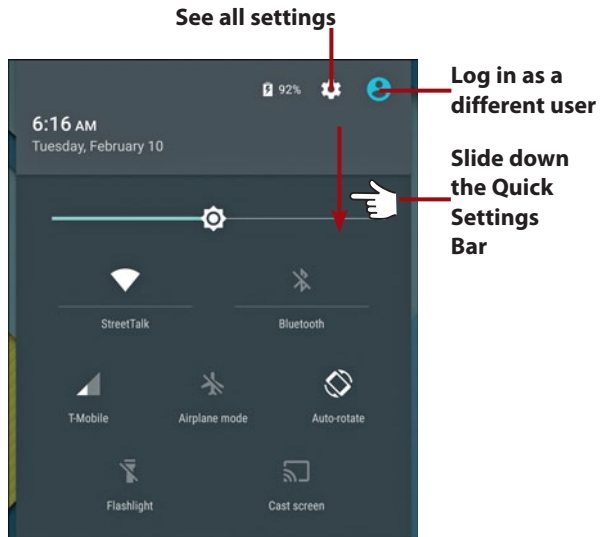 See all settings
92%
Log in as a
different user
6:16 AM
Tuesday, February 10
Slide down
the Quick
Settings
Bar
StreetTalk
Bluetooth
T-Mobile
Airplane mode
Auto-rotate
Flashlight
Cast screen